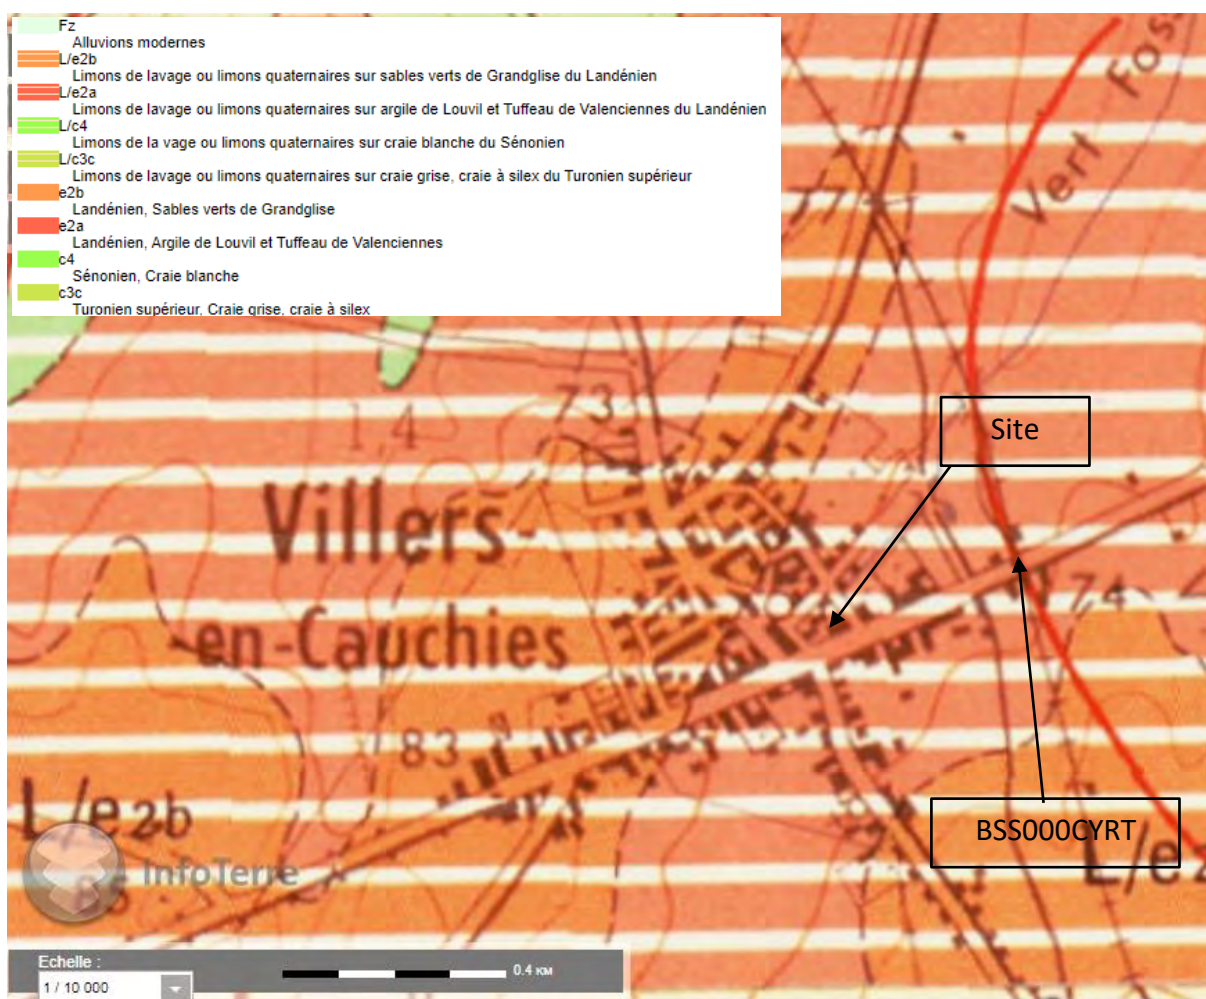 Fz
Alluvions modernes
L/e2b
Limons de lavage ou limons quaternaires sur sables verts de Grandglise du Landénien
L/e2a
Limons de lavage ou limons quaternaires sur argile de Louvil et Tuffeau de Valenciennes du Landénien
L/c4
Limons de la vage ou limons quaternaires sur craie blanche du Sénonien
L/c3c
Limons de lavage ou limons quaternaires sur craie grise, craie à silex du Turonien supérieur
e2b
Landénien, Sables verts de Grandglise
e2a
Landénien, Argile de Louvil et Tuffeau de Valenciennes
c4
Sénonien, Craie blanche
c3c
Turonien supérieur, Craie grise, craie à silex
Vert Foss
77
14
73
Site
Villers-
en-Cauchies
74
83
L/e2b
BSS000CYRT
L/e2
InfoTerre
Echelle :
1 / 10 000
0.4 KM